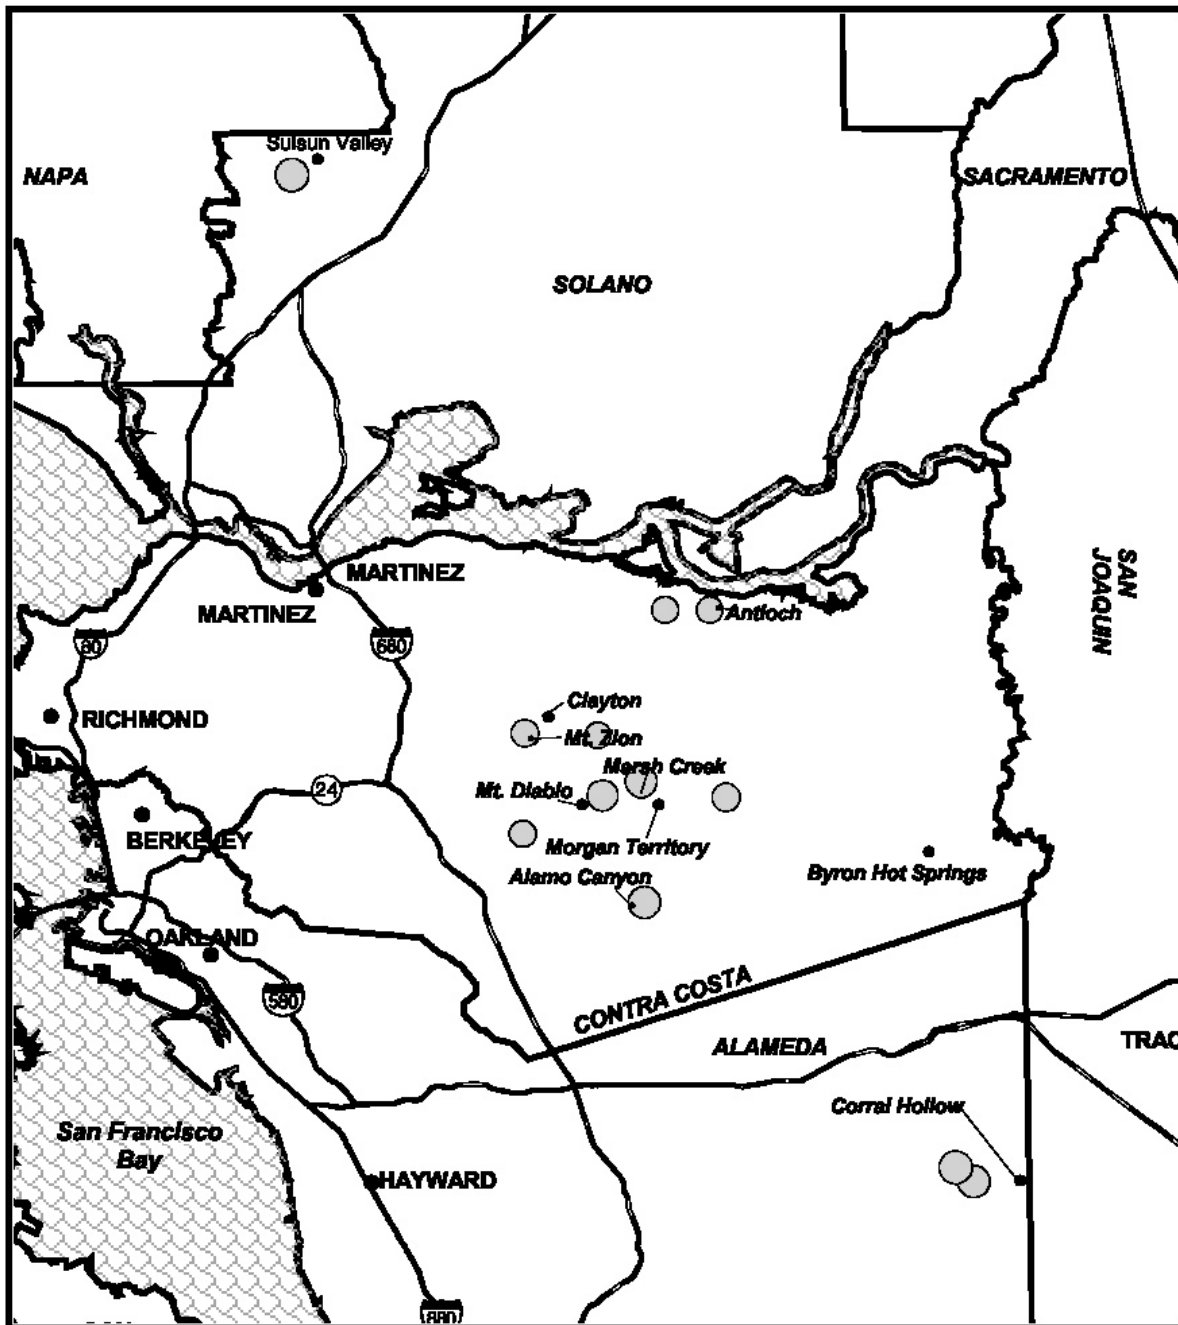 Suisun Valley
NAPA
SACRAMENTO
SOLANO
SAN
JOAQUIN
MARTINEZ
MARTINEZ
Antioch
80
680
Clayton
RICHMOND
Mt. Zion
Marsh Creek
24
Mt. Diablo
BERKELEY
Morgan Territory
Alamo Canyon
Byron Hot Springs
OAKLAND
580
CONTRA COSTA
ALAMEDA
TRAC
Corral Hollow
San Francisco
Bay
HAYWARD
880